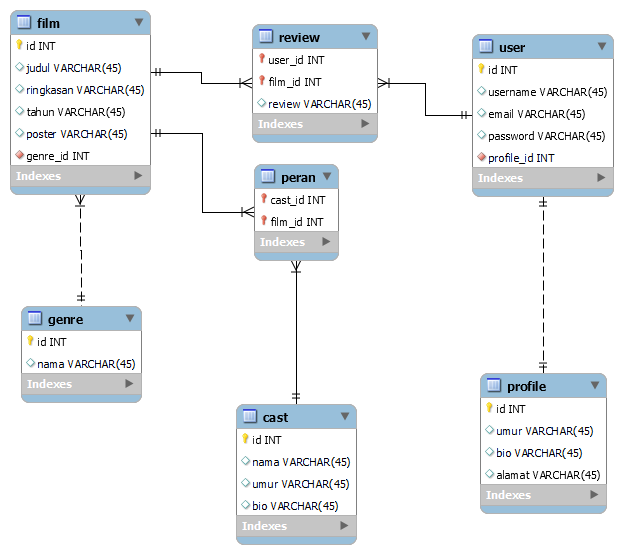 film
id INT
judul VARCHAR(45)
ringkasan VARCHAR(45)
tahun VARCHAR(45)
poster VARCHAR(45)
genre_id INT
Indexes
review
user_id INT
film_id INT
review VARCHAR(45)
Indexes
user
id INT
username VARCHAR(45)
email VARCHAR(45)
password VARCHAR(45)
profile_id INT
Indexes
peran
cast_id INT
film_id INT
Indexes
genre
id INT
nama VARCHAR(45)
Indexes
cast
id INT
nama VARCHAR(45)
umur VARCHAR(45)
bio VARCHAR(45)
Indexes
profile
id INT
umur VARCHAR(45)
bio VARCHAR(45)
alamat VARCHAR(45)
Indexes